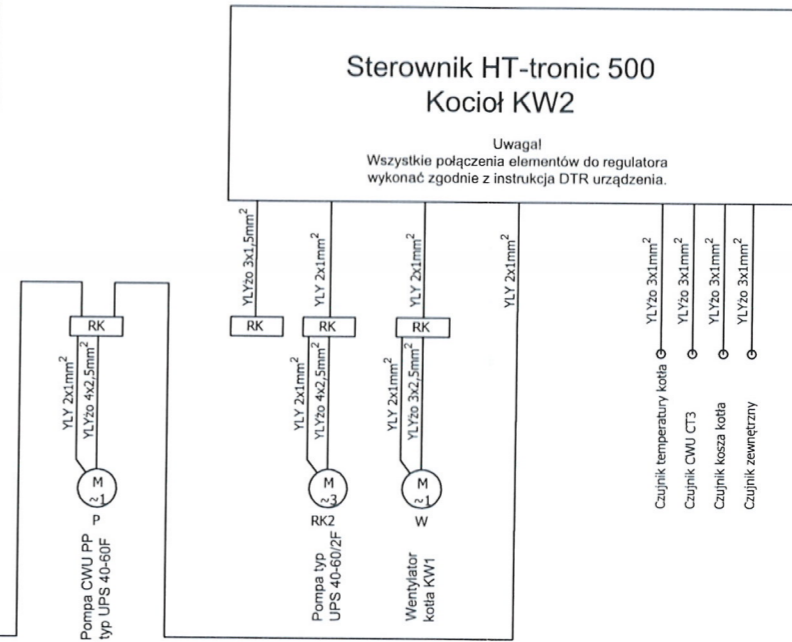 Sterownik HT-tronic 500
Kocioł KW2
Uwaga!
Wszystkie połączenia elementów do regulatora
wykonać zgodnie z instrukcja DTR urządzenia.
YLYżo 3x1,5mm²
YLY 2x1mm²
YLY 2x1mm²
YLY 2x1mm²
YLYżo 3x1mm²
YLYżo 3x1mm²
YLYżo 3x1mm²
YLYżo 3x1mm²
RK
RK
RK
RK
YLY 2x1mm²
YLYżo 4x2,5mm²
YLY 2x1mm²
YLYżo 4x2,5mm²
YLY 2x1mm²
YLYżo 3x2,5mm²
Czujnik temperatury kotła
Czujnik CWU CT3
Czujnik kosza kotła
Czujnik zewnętrzny
M
~1
P
M
~3
RK2
M
~1
W
Pompa CWU PP
typ UPS 40-60F
Pompa typ
UPS 40-60/2F
Wentylator
kotła KW1